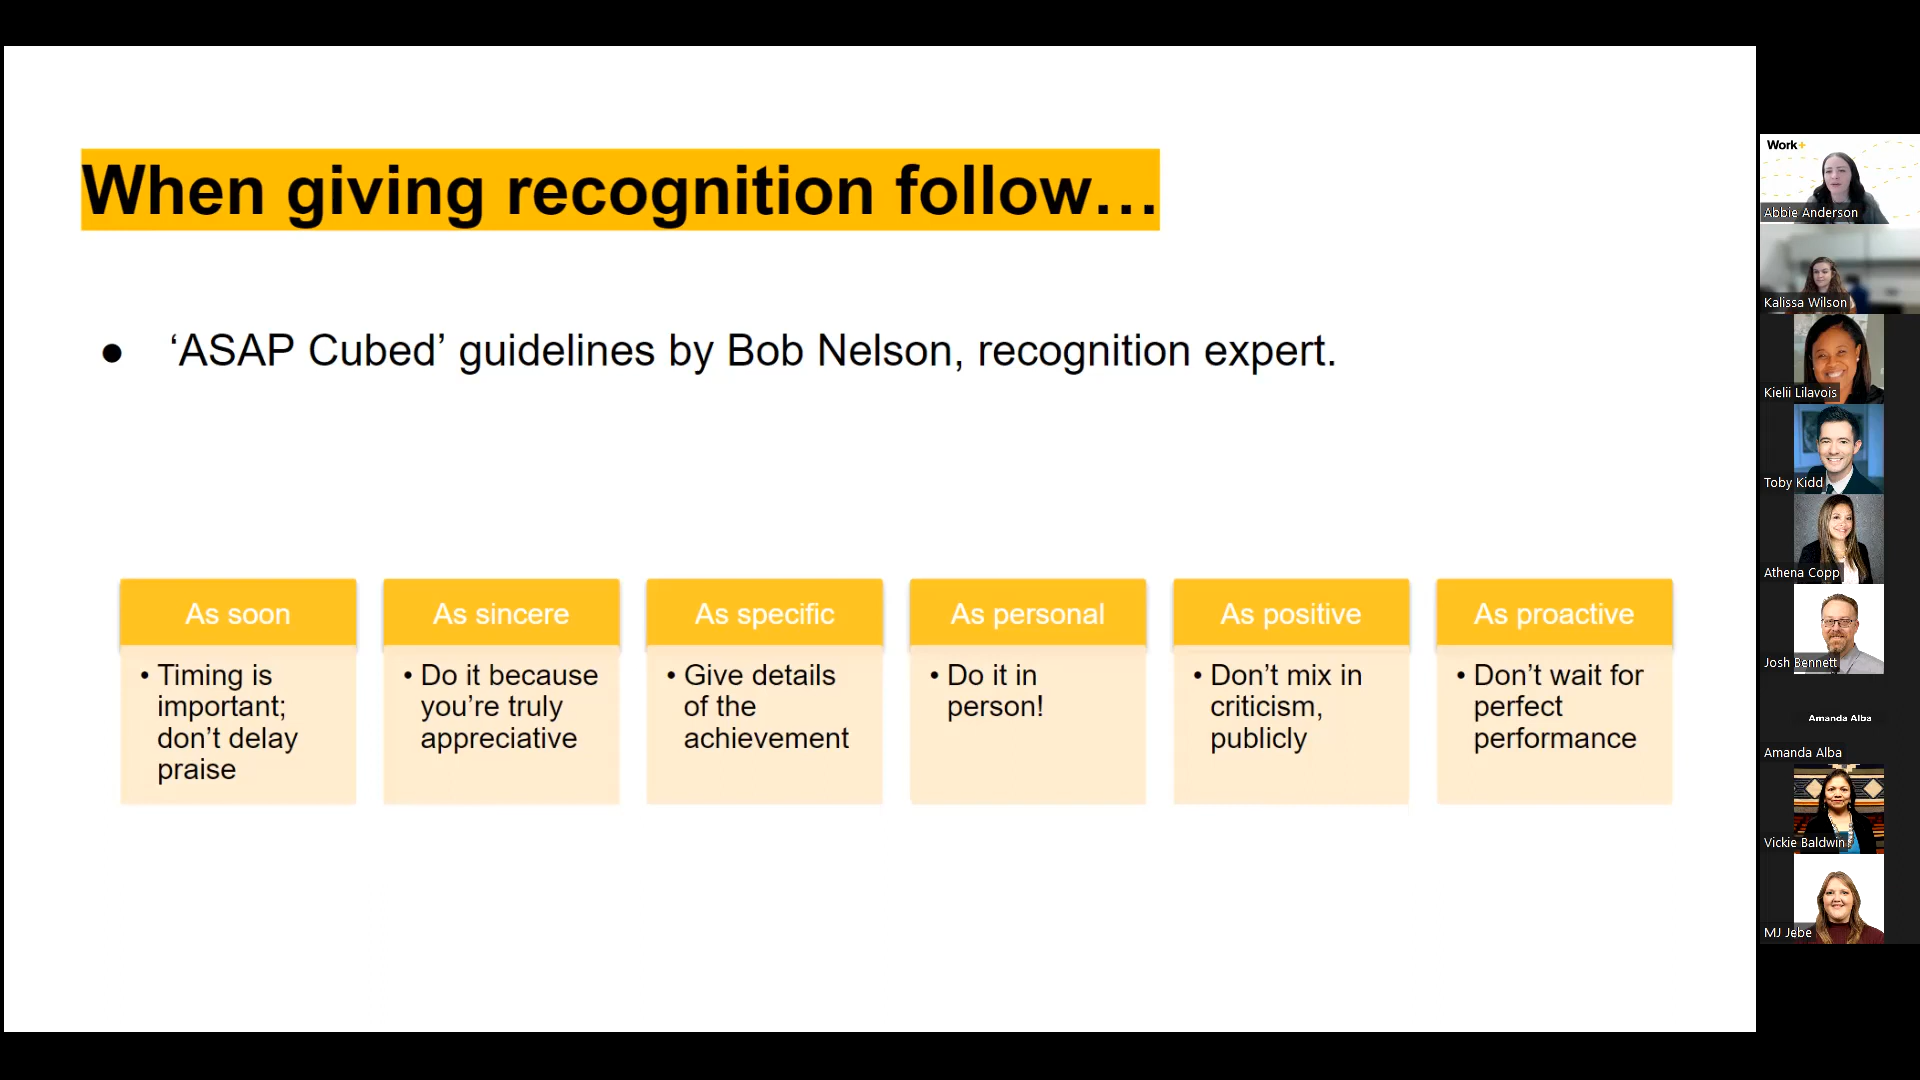 When giving recognition follow…
● ‘ASAP Cubed’ guidelines by Bob Nelson, recognition expert.
As soon
• Timing is
important;
don’t delay
praise
As sincere
• Do it because
you’re truly
appreciative
As specific
• Give details
of the
achievement
As personal
• Do it in
person!
As positive
• Don’t mix in
criticism,
publicly
As proactive
• Don’t wait for
perfect
performance
Work+
Abbie Anderson
Kalissa Wilson
Kielii Lilavois
Toby Kidd
Athena Copp
Josh Bennett
Amanda Alba
Amanda Alba
Vickie Baldwin
MJ Jebe